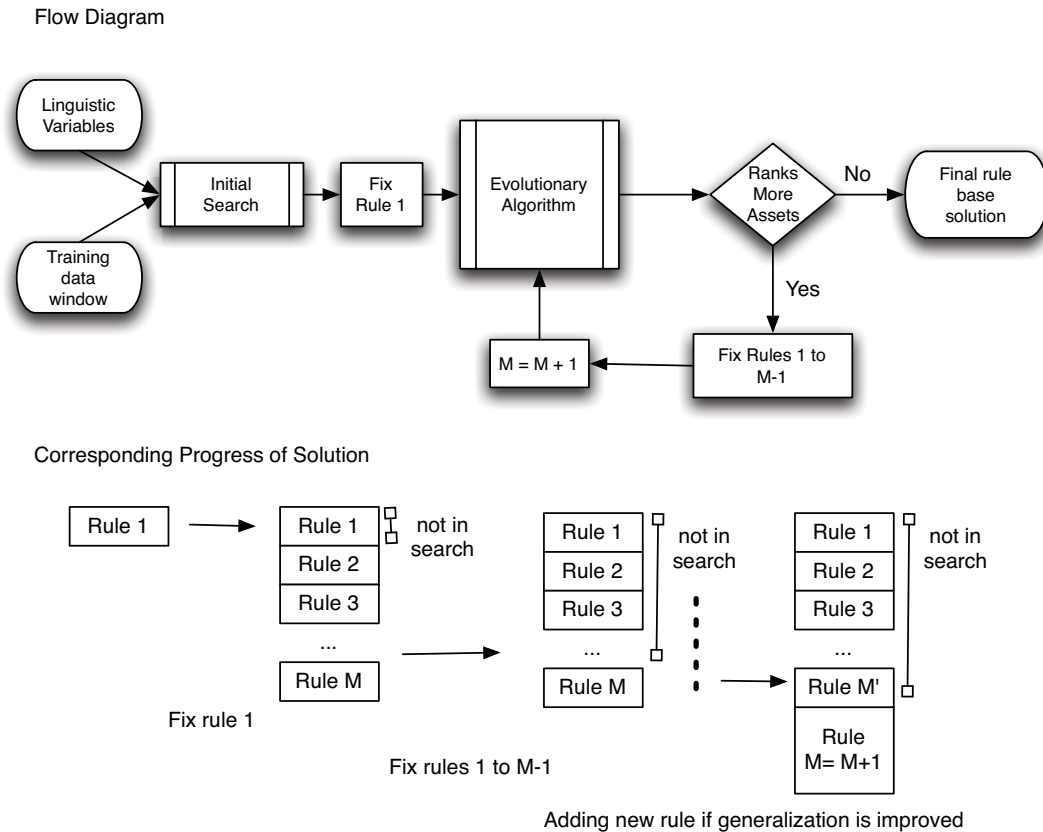 Flow Diagram
Linguistic
Variables
Training
data
window
Initial
Search
Fix
Rule 1
Evolutionary
Algorithm
Ranks
More
Assets
No
Final rule
base
solution
Yes
Fix Rules 1 to
M-1
M = M + 1
Corresponding Progress of Solution
Rule 1
Rule 1
Rule 2
Rule 3
...
Rule M
not in
search
Fix rule 1
Rule 1
Rule 2
Rule 3
...
Rule M
not in
search
Fix rules 1 to M-1
Rule 1
Rule 2
Rule 3
...
Rule M'
Rule
M= M+1
not in
search
Adding new rule if generalization is improved